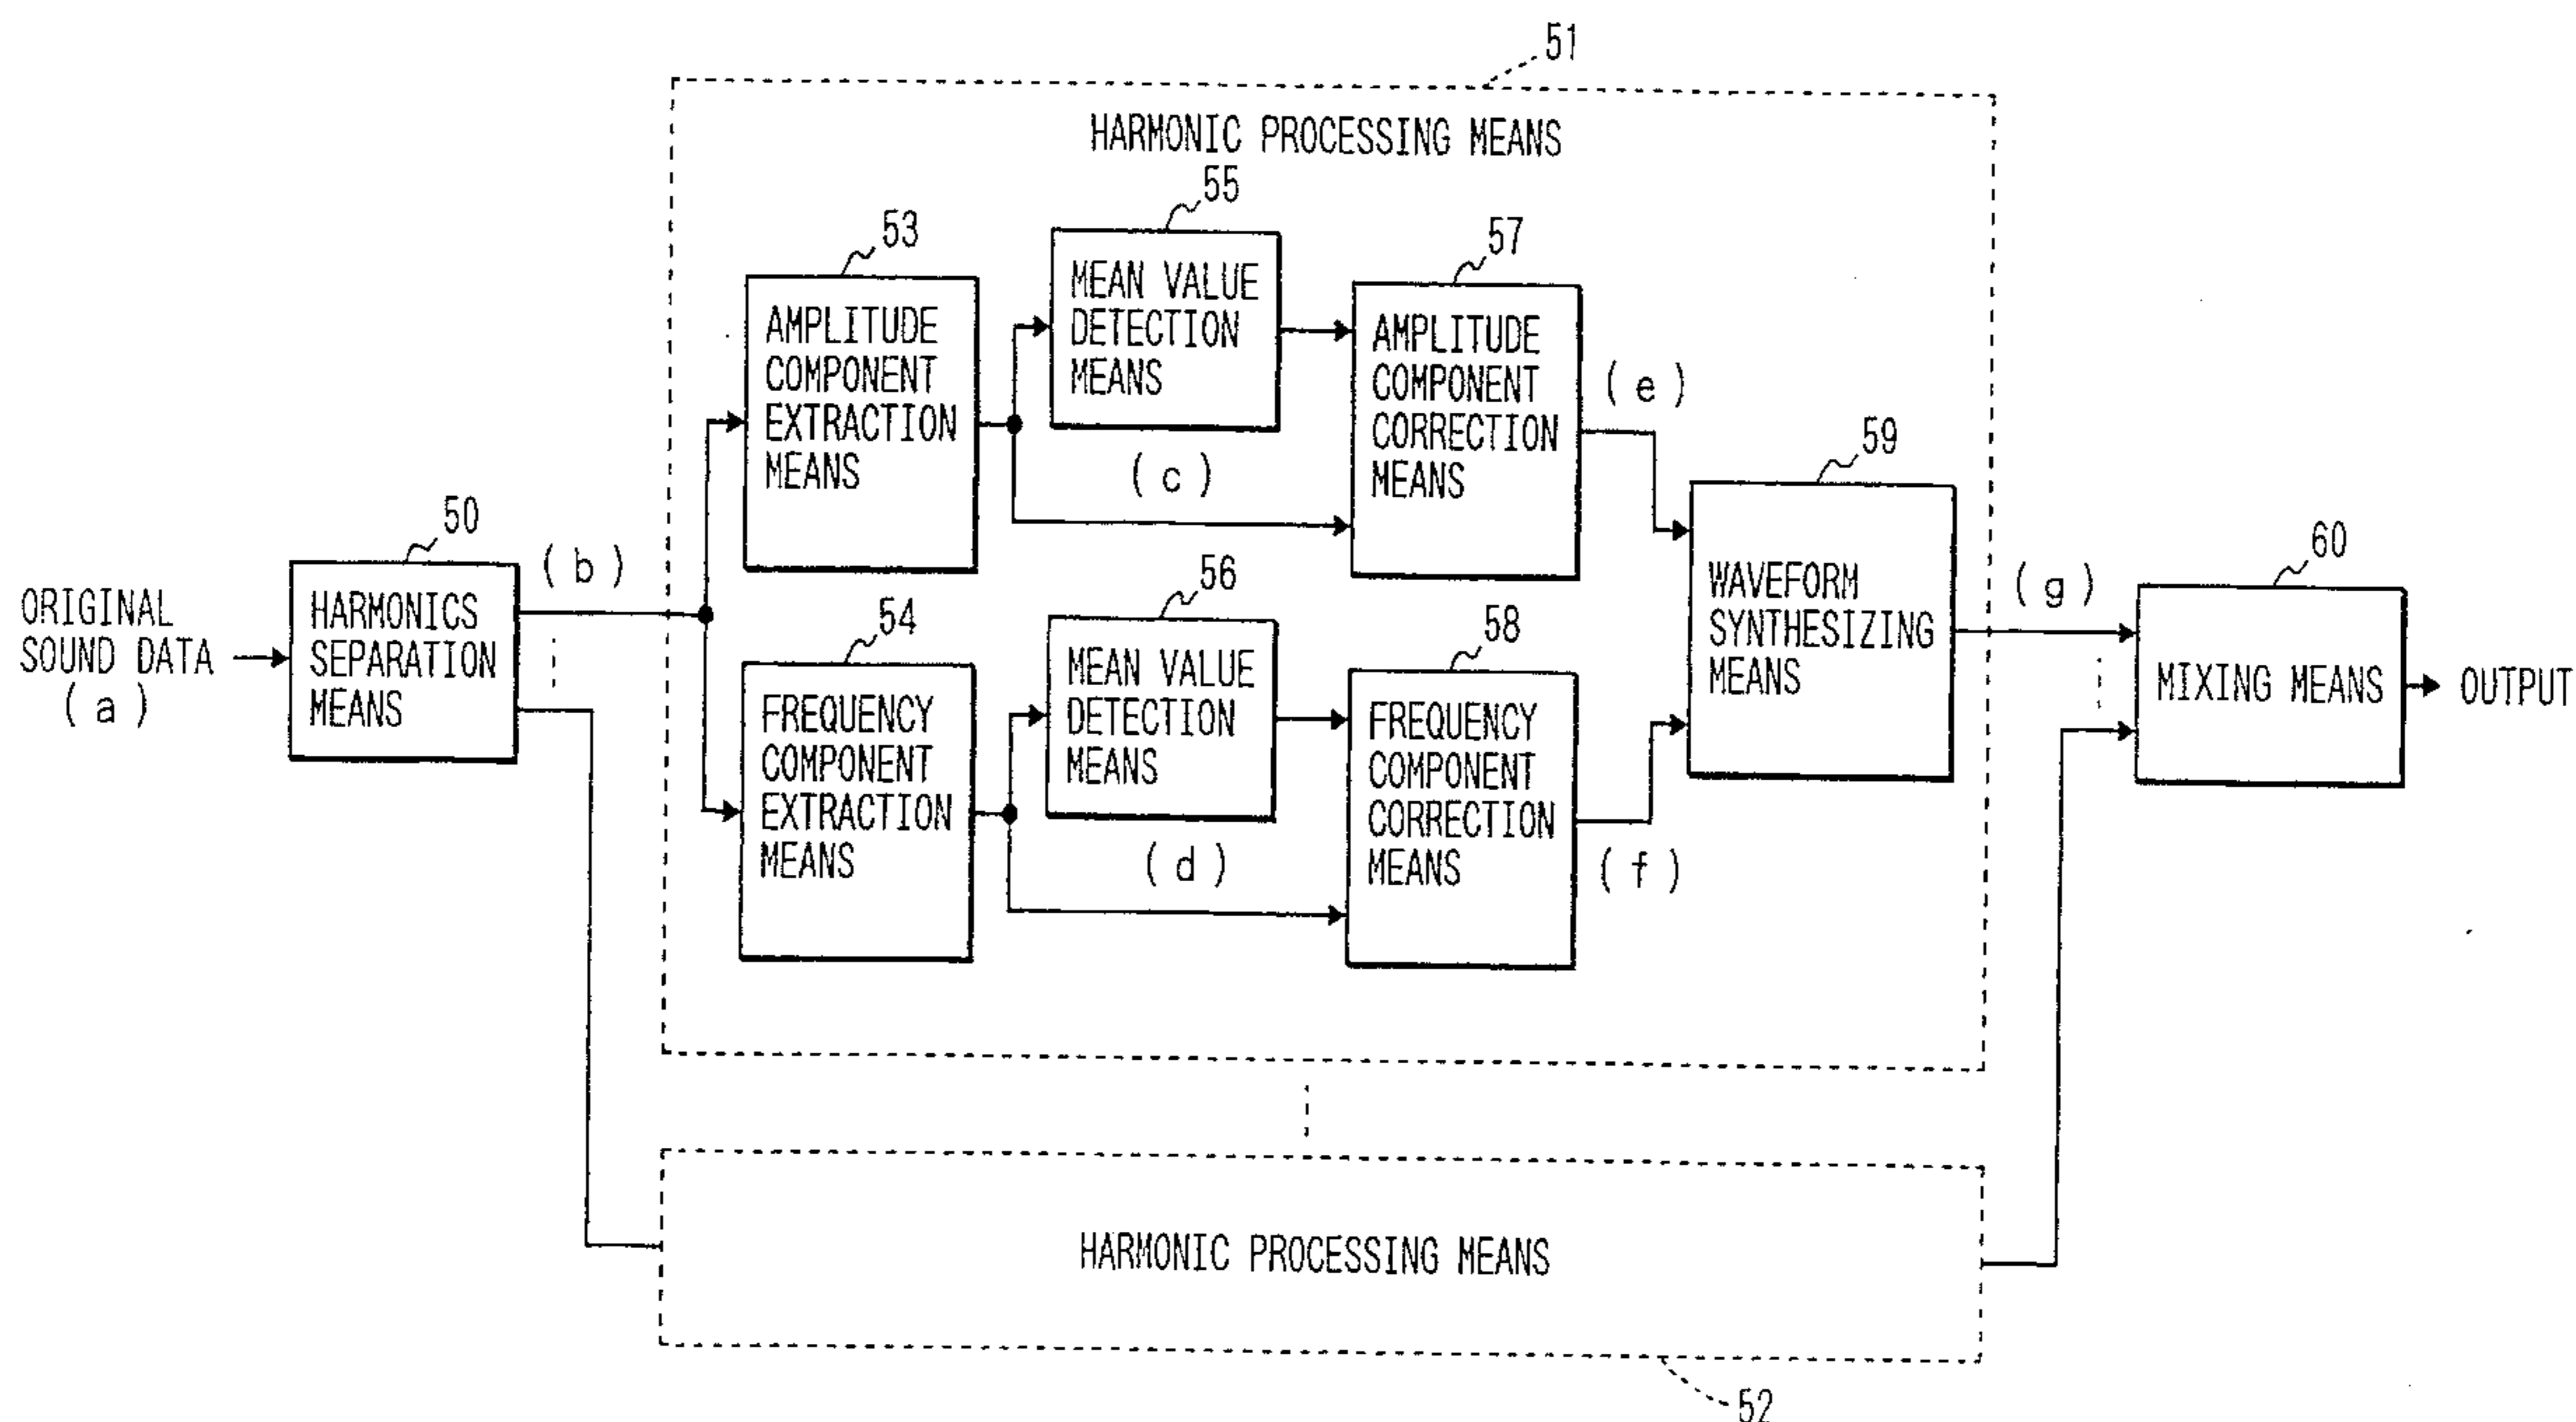 51
HARMONIC PROCESSING MEANS
55
53
57
MEAN VALUE
DETECTION
MEANS
AMPLITUDE
COMPONENT
EXTRACTION
MEANS
AMPLITUDE
COMPONENT
CORRECTION
MEANS
(e)
(c)
59
50
(b)
ORIGINAL
SOUND DATA
(a)
HARMONICS
SEPARATION
MEANS
56
54
58
MEAN VALUE
DETECTION
MEANS
FREQUENCY
COMPONENT
EXTRACTION
MEANS
FREQUENCY
COMPONENT
CORRECTION
MEANS
(d)
(f)
WAVEFORM
SYNTHESIZING
MEANS
(g)
60
MIXING MEANS
OUTPUT
HARMONIC PROCESSING MEANS
52